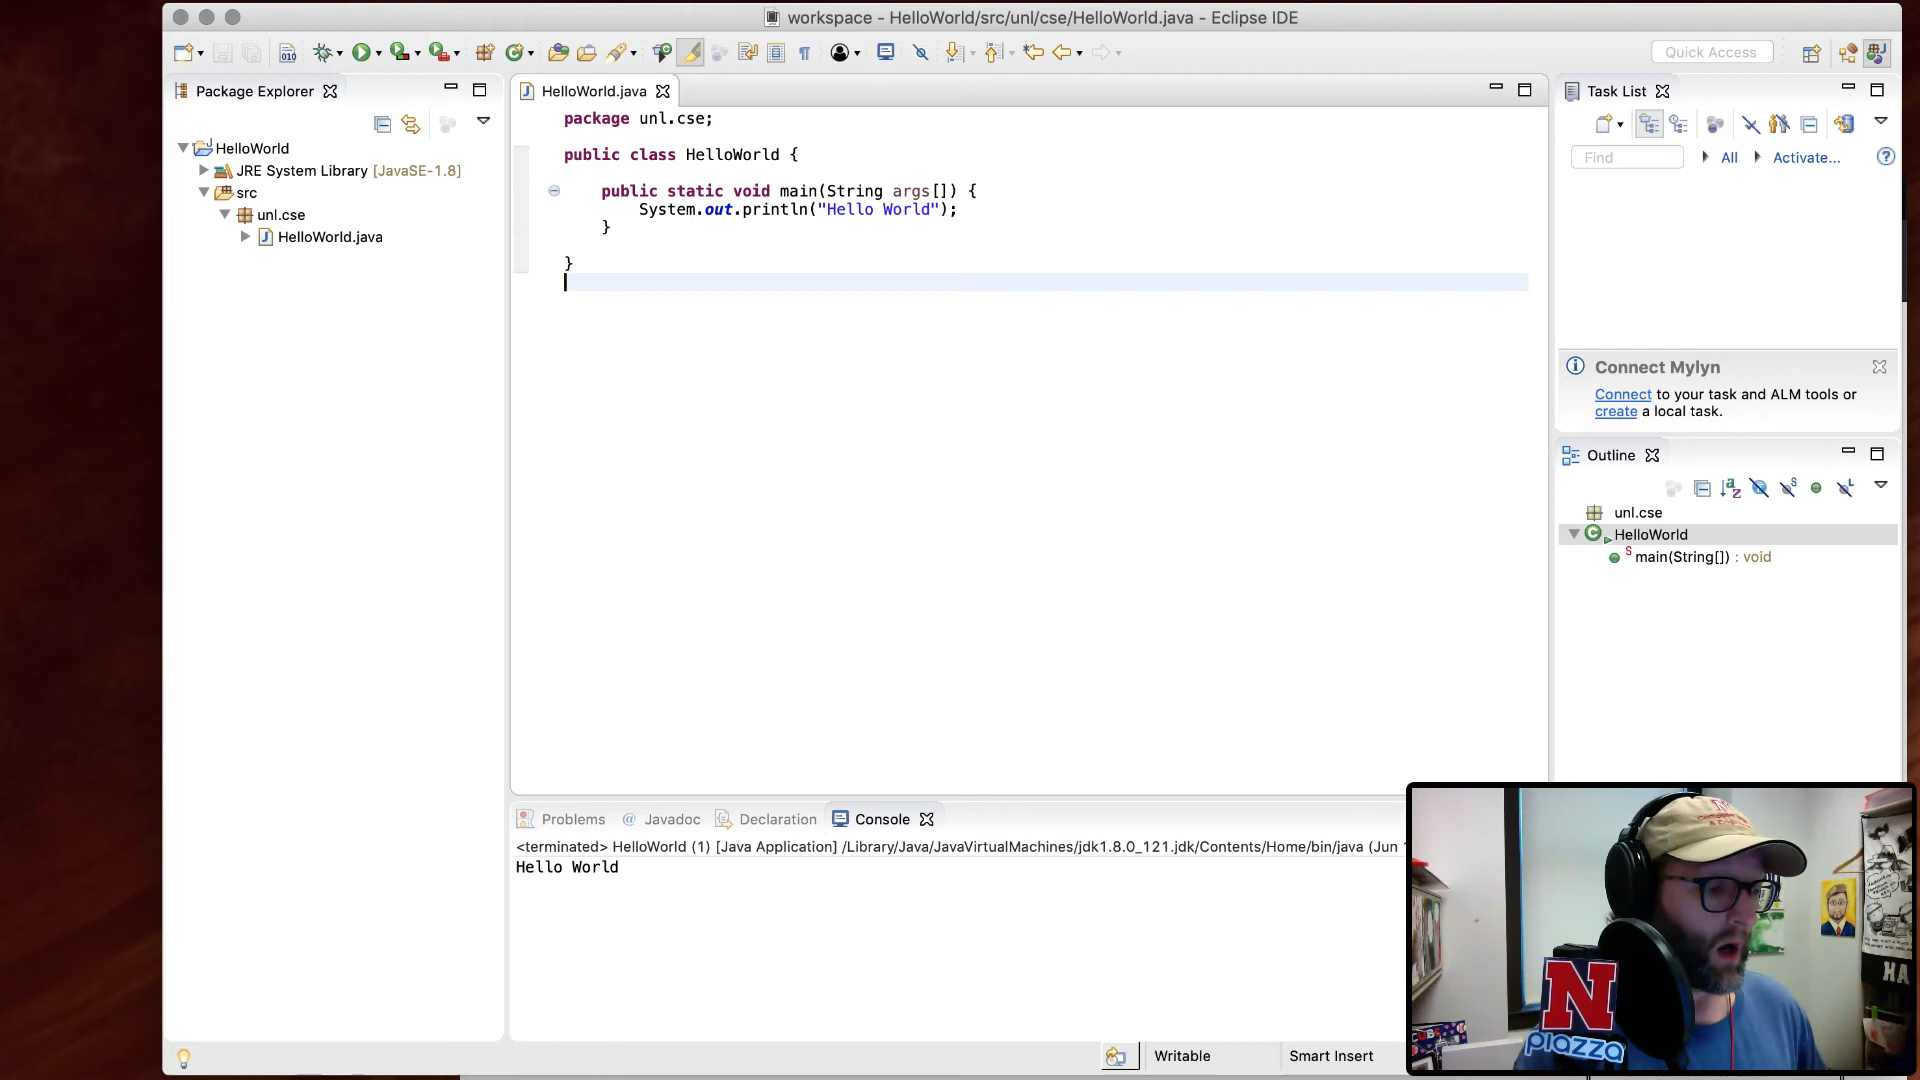 workspace - HelloWorld/src/unl/cse/HelloWorld.java - Eclipse IDE
Quick Access
Package Explorer
HelloWorld
JRE System Library [JavaSE-1.8]
src
unl.cse
HelloWorld.java
HelloWorld.java
package unl.cse;
public class HelloWorld {
public static void main(String args[]) {
System.out.println("Hello World");
}
}
Task List
Find
All
Activate...
Connect Mylyn
Connect to your task and ALM tools or
create a local task.
Outline
unl.cse
HelloWorld
main(String[]) : void
Problems
Javadoc
Declaration
Console
<terminated> HelloWorld (1) [Java Application] /Library/Java/JavaVirtualMachines/jdk1.8.0_121.jdk/Contents/Home/bin/java (Jun
Hello World
Writable
Smart Insert
N
piazza
HA